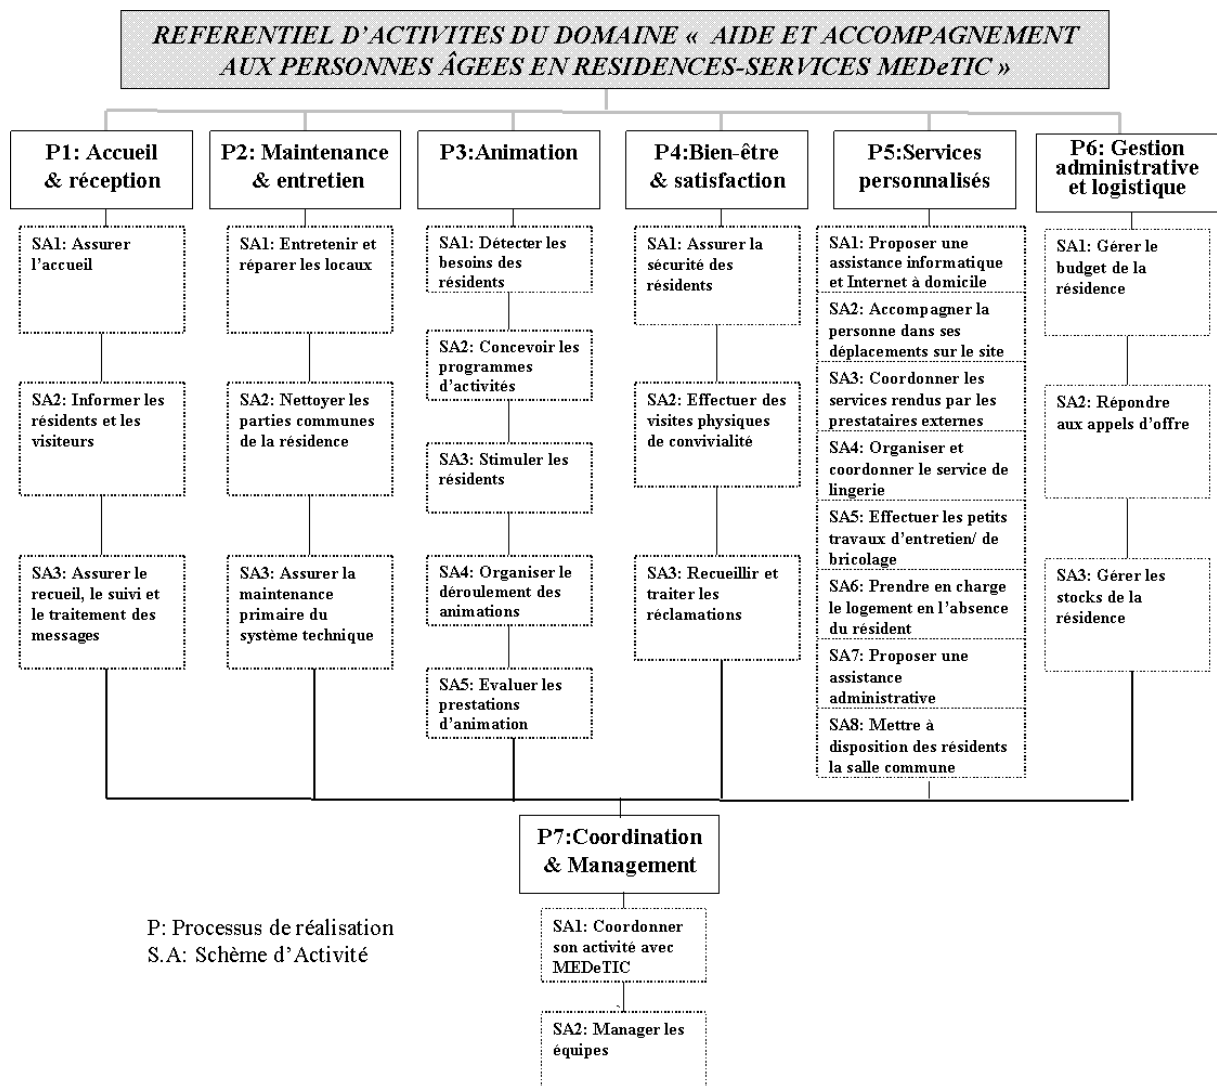 REFERENTIEL D'ACTIVITES DU DOMAINE « AIDE ET ACCOMPAGNEMENT
AUX PERSONNES ÂGEES EN RESIDENCES-SERVICES MEDeTIC »
P1: Accueil
& réception
SA1: Assurer
l'accueil
SA2: Informer les
résidents et les
visiteurs
SA3: Assurer le
recueil, le suivi et
le traitement des
messages
P2: Maintenance
& entretien
SA1: Entretenir et
réparer les locaux
SA2: Nettoyer les
parties communes
de la résidence
SA3: Assurer la
maintenance
primaire du
système technique
P3:Animation
SA1: Détecter les
besoins des
résidents
SA2: Concevoir les
programmes
d'activités
SA3: Stimuler les
résidents
SA4: Organiser le
déroulement des
animations
SA5: Evaluer les
prestations
d'animation
P4:Bien-être
& satisfaction
SA1: Assurer la
sécurité des
résidents
SA2: Effectuer des
visites physiques
de convivialité
SA3: Recueillir et
traiter les
réclamations
P5:Services
personnalisés
SA1: Proposer une
assistance informatique
et Internet à domicile
SA2: Accompagner la
personne dans ses
déplacements sur le site
SA3: Coordonner les
services rendus par les
prestataires externes
SA4: Organiser et
coordonner le service de
lingerie
SA5: Effectuer les petits
travaux d'entretien/ de
bricolage
SA6: Prendre en charge
le logement en l'absence
du résident
SA7: Proposer une
assistance
administrative
SA8: Mettre à
disposition des résidents
la salle commune
P6: Gestion
administrative
et logistique
SA1: Gérer le
budget de la
résidence
SA2: Répondre
aux appels d'offre
SA3: Gérer les
stocks de la
résidence
P7:Coordination
& Management
SA1: Coordonner
son activité avec
MEDeTIC
SA2: Manager les
équipes
P: Processus de réalisation
S.A: Schème d'Activité